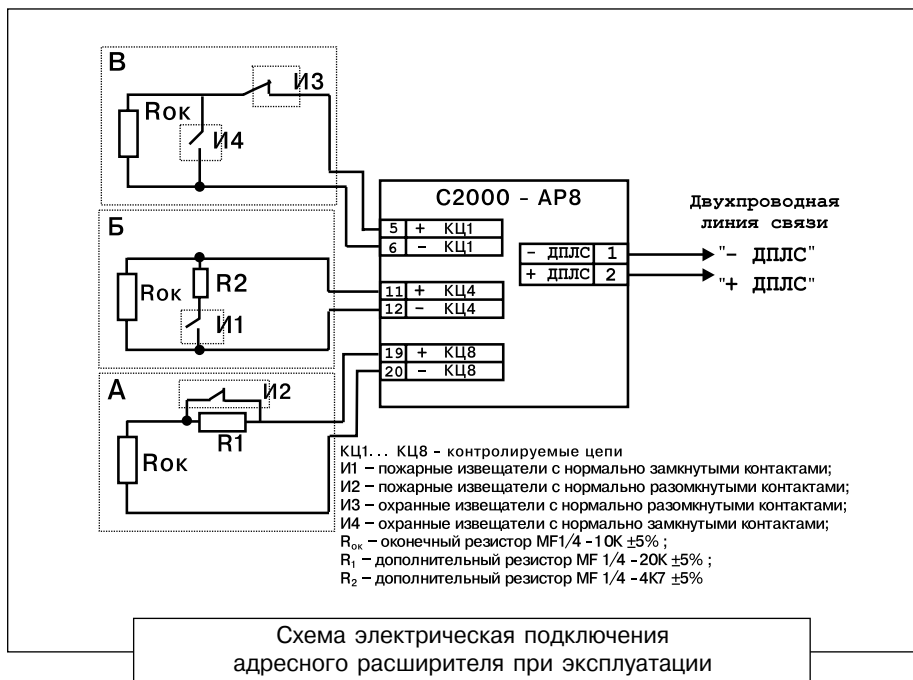 В
Rок
И3
И4
Б
Rок
R2
И1
А
И2
R1
Rок
С2000 - АР8
5 + КЦ1
6 - КЦ1
11 + КЦ4
12 - КЦ4
19 + КЦ8
20 - КЦ8
- ДПЛС 1
+ ДПЛС 2
Двухпроводная
линия связи
"- ДПЛС"
"+ ДПЛС"
КЦ1... КЦ8 - контролируемые цепи
И1 – пожарные извещатели с нормально замкнутыми контактами;
И2 – пожарные извещатели с нормально разомкнутыми контактами;
И3 – охранные извещатели с нормально разомкнутыми контактами;
И4 – охранные извещатели с нормально замкнутыми контактами;
Rок – оконечный резистор MF1/4 -10K ±5% ;
R1 – дополнительный резистор MF 1/4 -20K ±5% ;
R2 – дополнительный резистор MF 1/4 -4K7 ±5%
Схема электрическая подключения
адресного расширителя при эксплуатации